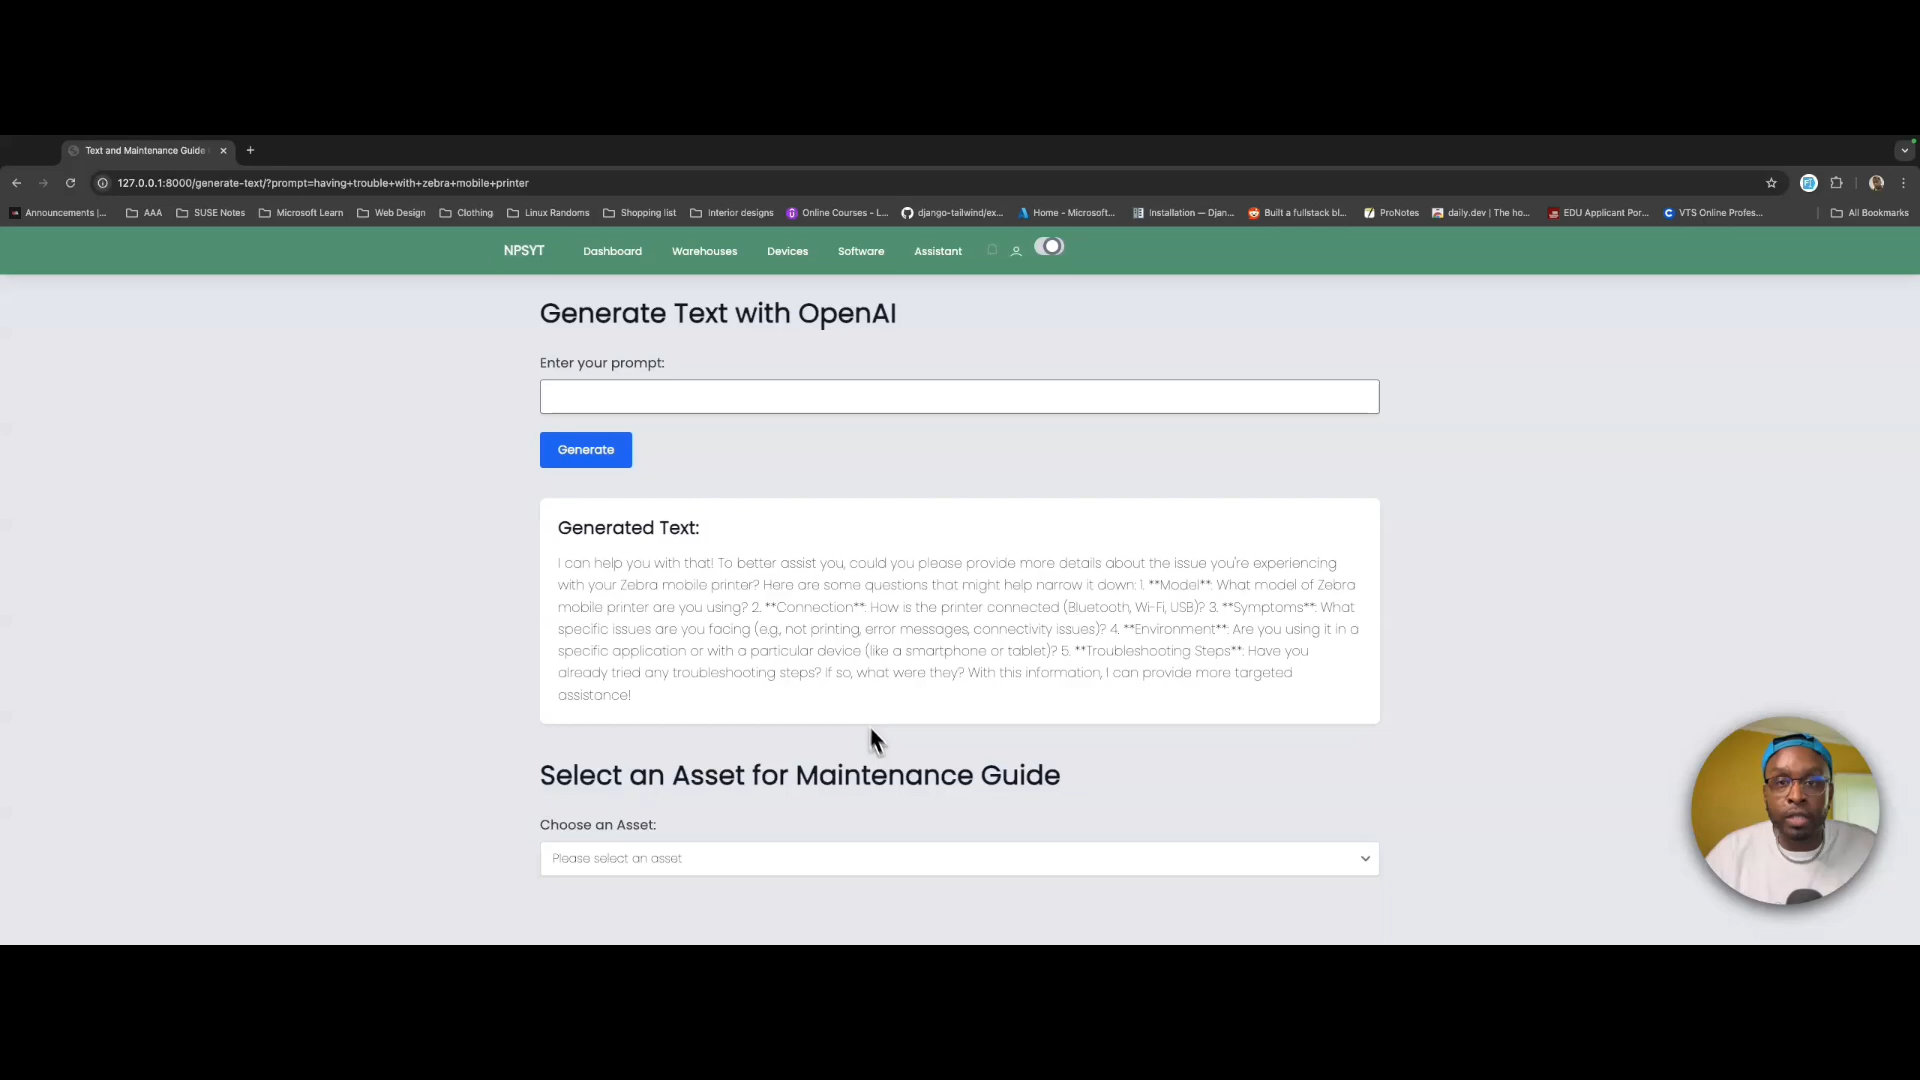 Text and Maintenance Guide
127.0.0.1:8000/generate-text/?prompt=having+trouble+with+zebra+mobile+printer
Announcements |... AAA SUSE Notes Microsoft Learn Web Design Clothing Linux Randoms Shopping list Interior designs Online Courses - L... django-tailwind/ex... Home - Microsoft... Installation — Djan... Built a fullstack bl... ProNotes daily.dev | The ho... EDU Applicant Por... VTS Online Profes... All Bookmarks
NPSYT Dashboard Warehouses Devices Software Assistant
Generate Text with OpenAI
Enter your prompt:
Generate
Generated Text:
I can help you with that! To better assist you, could you please provide more details about the issue you're experiencing
with your Zebra mobile printer? Here are some questions that might help narrow it down: 1. **Model**: What model of Zebra
mobile printer are you using? 2. **Connection**: How is the printer connected (Bluetooth, Wi-Fi, USB)? 3. **Symptoms**: What
specific issues are you facing (e.g., not printing, error messages, connectivity issues)? 4. **Environment**: Are you using it in a
specific application or with a particular device (like a smartphone or tablet)? 5. **Troubleshooting Steps**: Have you
already tried any troubleshooting steps? If so, what were they? With this information, I can provide more targeted
assistance!
Select an Asset for Maintenance Guide
Choose an Asset:
Please select an asset